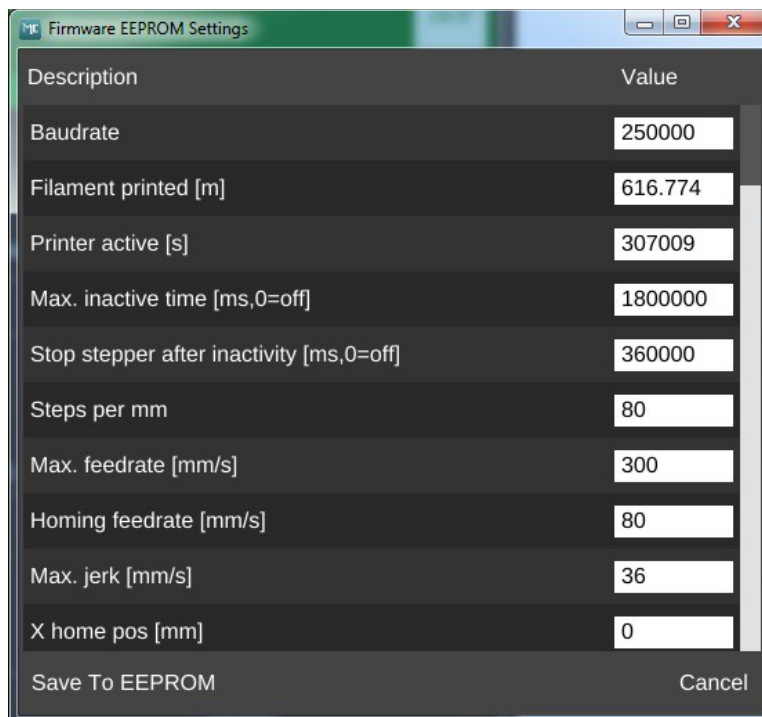 MC Firmware EEPROM Settings
Description Value
Baudrate 250000
Filament printed [m] 616.774
Printer active [s] 307009
Max. inactive time [ms,0=off] 1800000
Stop stepper after inactivity [ms,0=off] 360000
Steps per mm 80
Max. feedrate [mm/s] 300
Homing feedrate [mm/s] 80
Max. jerk [mm/s] 36
X home pos [mm] 0
Save To EEPROM Cancel